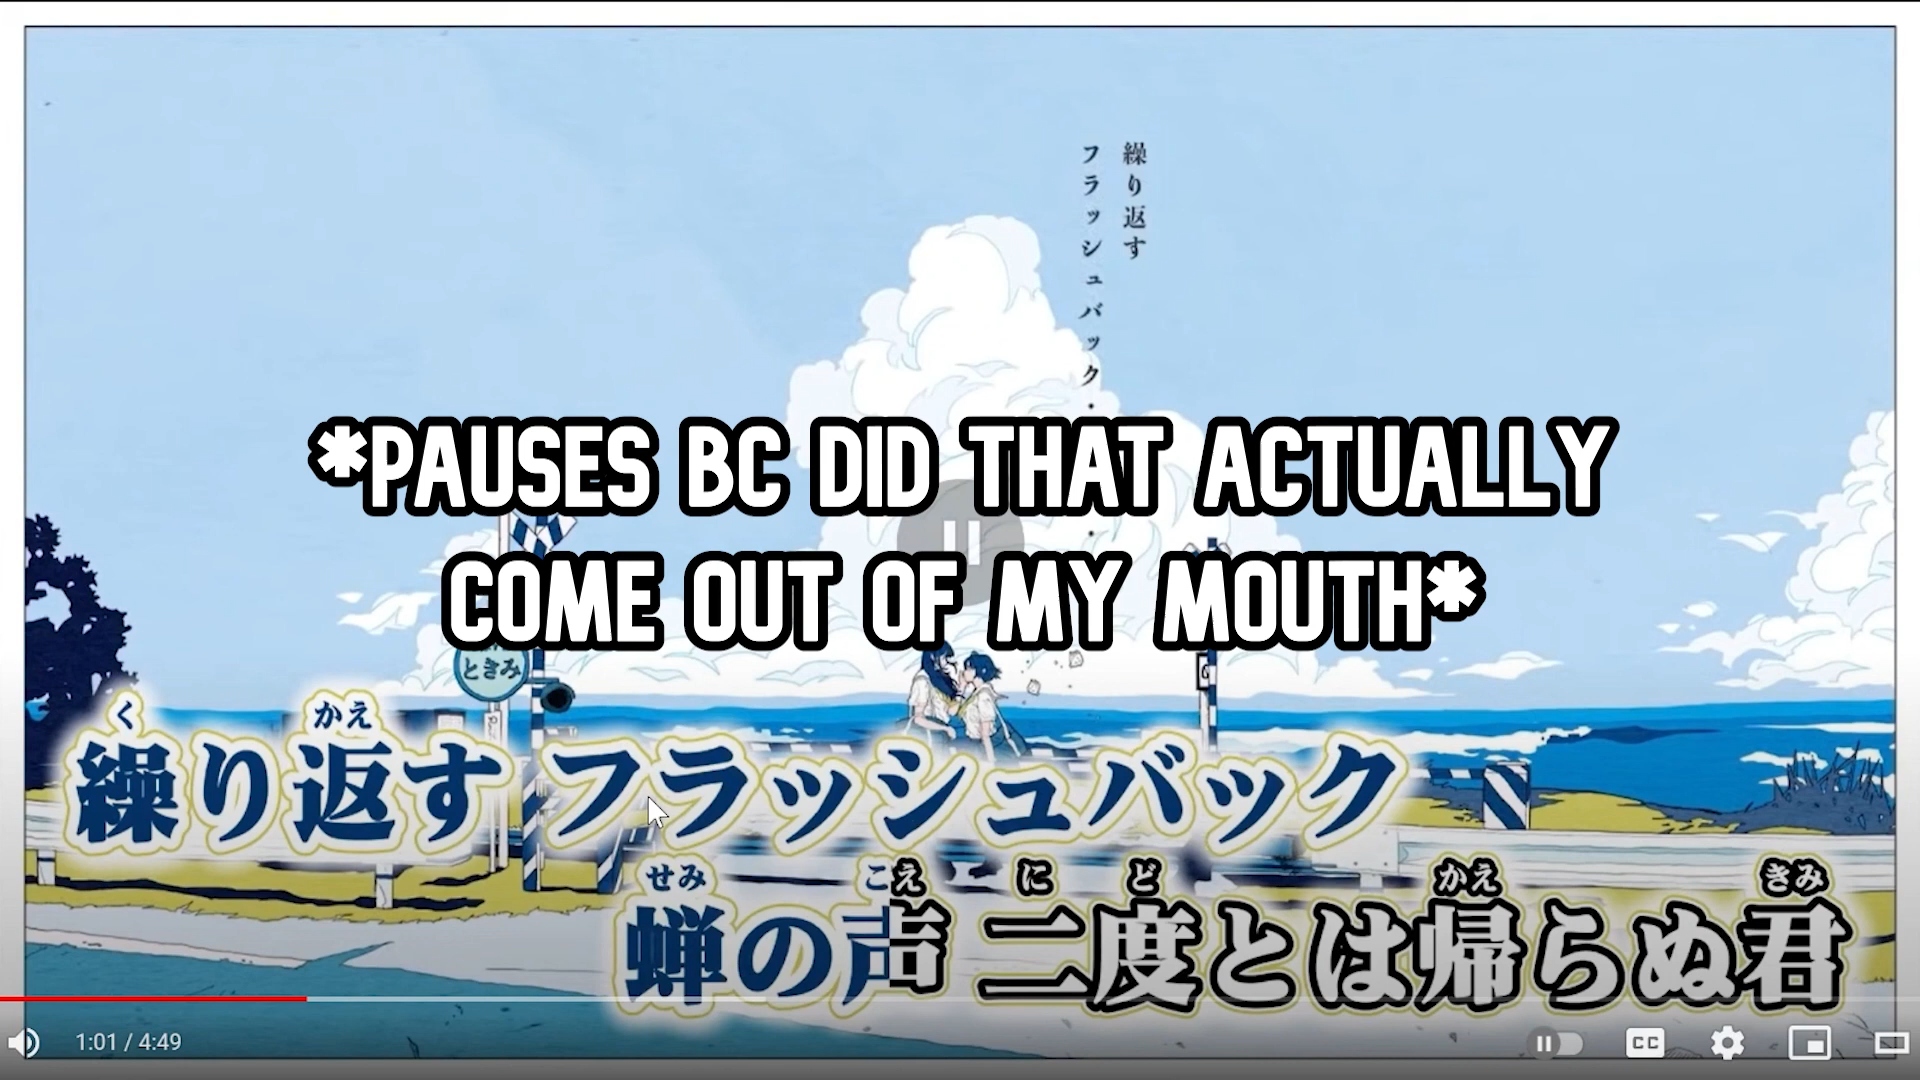 繰り返す
フラッシュバック・
*PAUSES BC DID THAT ACTUALLY
COME OUT OF MY MOUTH*
ときみ
く かえ
繰り返す フラッシュバック
せみ こえ に ど かえ きみ
蝉の声 二度とは帰らぬ君
1:01 / 4:49
CC